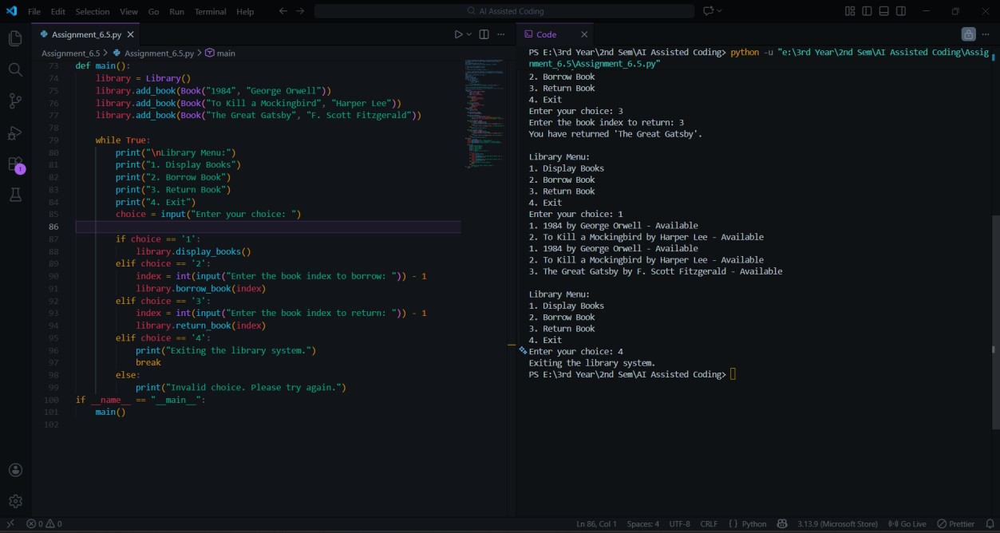 File Edit Selection View Go Run Terminal Help
AI Assisted Coding
Assignment_6.5.py
Assignment_6.5 > Assignment_6.5.py > main
73 def main():
74 library = Library()
75 library.add_book(Book("1984", "George Orwell"))
76 library.add_book(Book("To Kill a Mockingbird", "Harper Lee"))
77 library.add_book(Book("The Great Gatsby", "F. Scott Fitzgerald"))
78
79 while True:
80 print("\nLibrary Menu:")
81 print("1. Display Books")
82 print("2. Borrow Book")
83 print("3. Return Book")
84 print("4. Exit")
85 choice = input("Enter your choice: ")
86
87 if choice == '1':
88 library.display_books()
89 elif choice == '2':
90 index = int(input("Enter the book index to borrow: ")) - 1
91 library.borrow_book(index)
92 elif choice == '3':
93 index = int(input("Enter the book index to return: ")) - 1
94 library.return_book(index)
95 elif choice == '4':
96 print("Exiting the library system.")
97 break
98 else:
99 print("Invalid choice. Please try again.")
100 if __name__ == "__main__":
101 main()
102
1
Code
PS E:\3rd Year\2nd Sem\AI Assisted Coding> python -u "e:\3rd Year\2nd Sem\AI Assisted Coding\Assig
nment_6.5\Assignment_6.5.py"
2. Borrow Book
3. Return Book
4. Exit
Enter your choice: 3
Enter the book index to return: 3
You have returned 'The Great Gatsby'.
Library Menu:
1. Display Books
2. Borrow Book
3. Return Book
4. Exit
Enter your choice: 1
1. 1984 by George Orwell - Available
2. To Kill a Mockingbird by Harper Lee - Available
1. 1984 by George Orwell - Available
2. To Kill a Mockingbird by Harper Lee - Available
3. The Great Gatsby by F. Scott Fitzgerald - Available
Library Menu:
1. Display Books
2. Borrow Book
3. Return Book
4. Exit
Enter your choice: 4
Exiting the library system.
PS E:\3rd Year\2nd Sem\AI Assisted Coding>
0 0 Ln 86, Col 1 Spaces: 4 UTF-8 CRLF { } Python 3.13.9 (Microsoft Store) Go Live Prettier